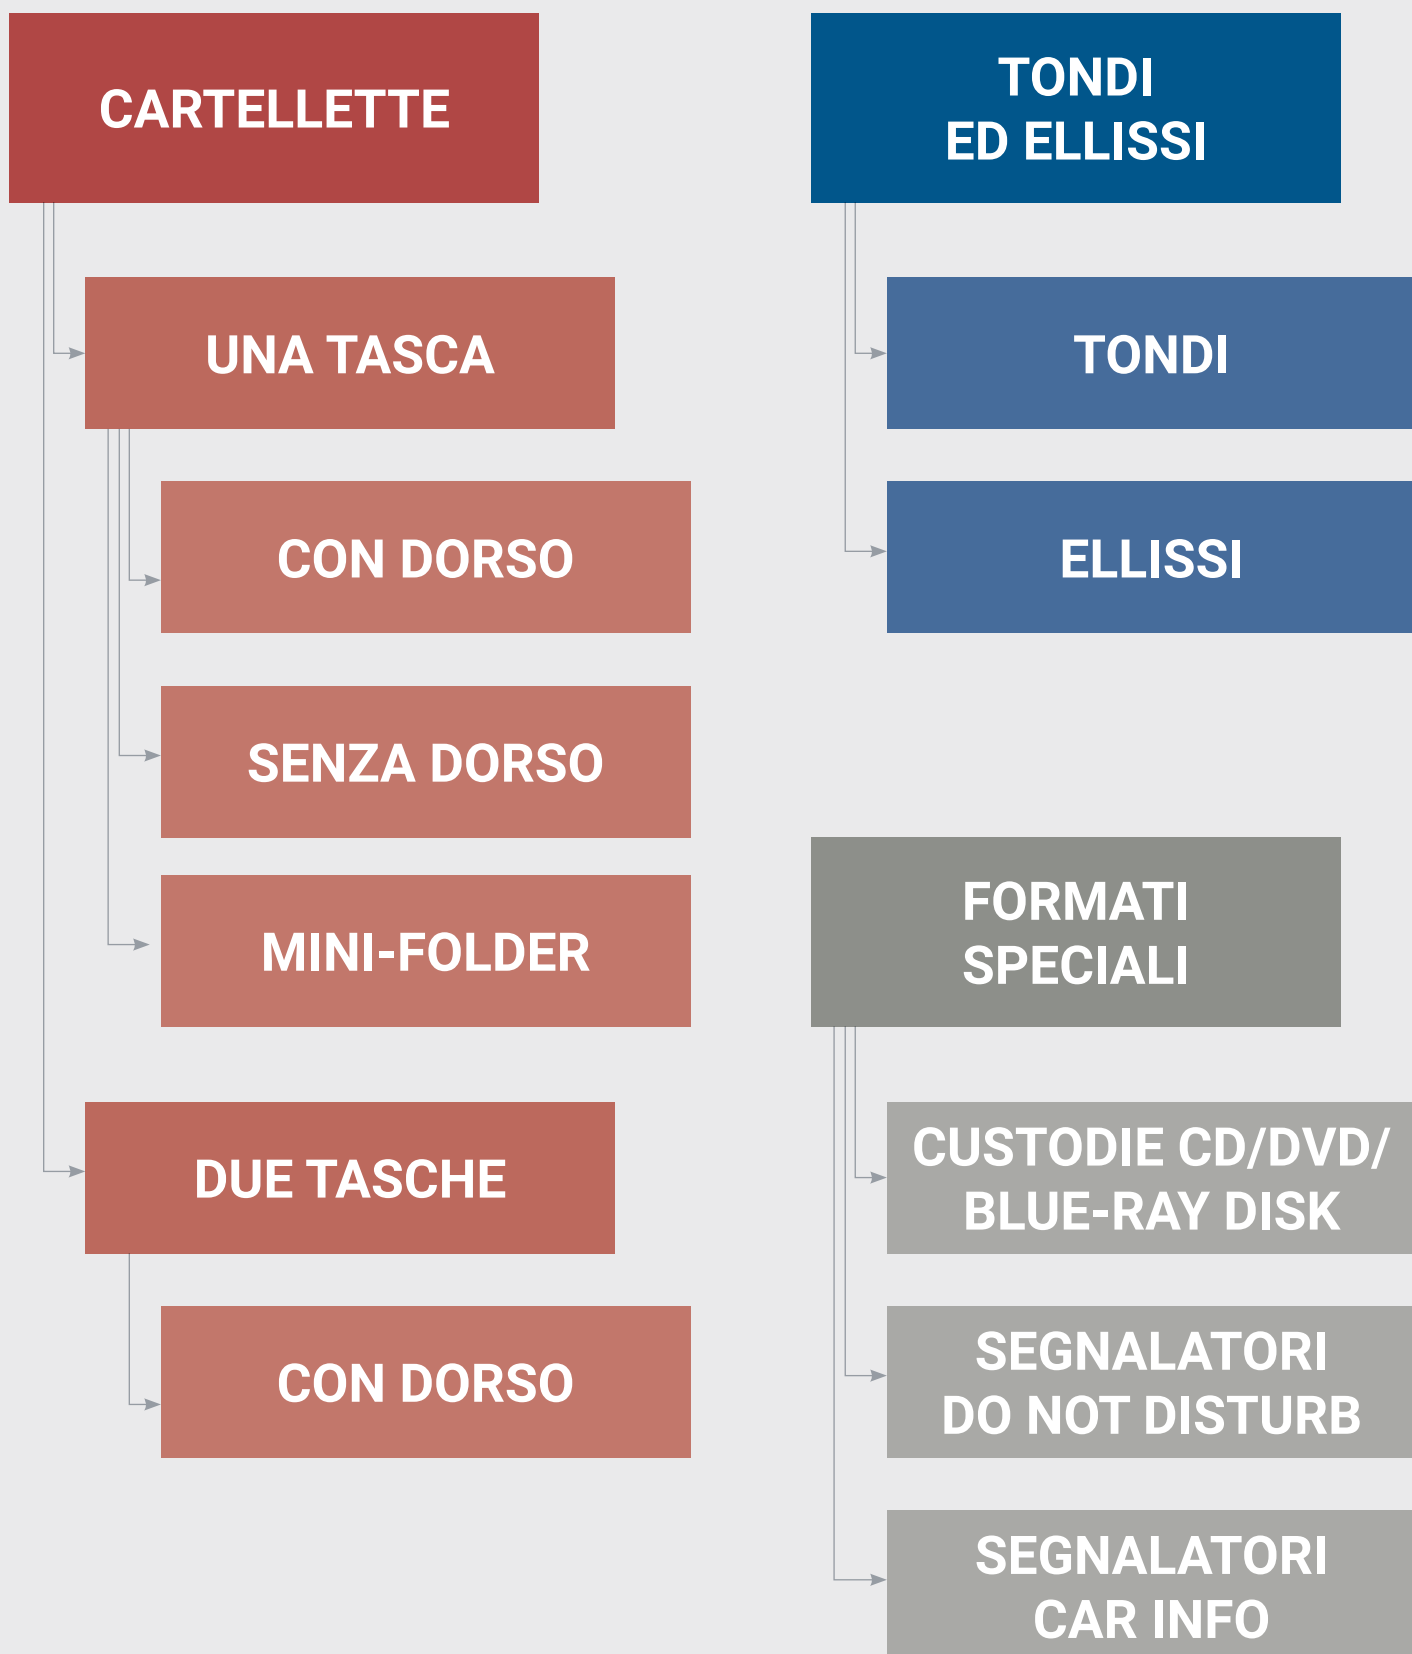 CARTELLETTE
UNA TASCA
CON DORSO
SENZA DORSO
MINI-FOLDER
DUE TASCHE
CON DORSO
TONDI
ED ELLISSI
TONDI
ELLISSI
FORMATI
SPECIALI
CUSTODIE CD/DVD/
BLUE-RAY DISK
SEGNALATORI
DO NOT DISTURB
SEGNALATORI
CAR INFO